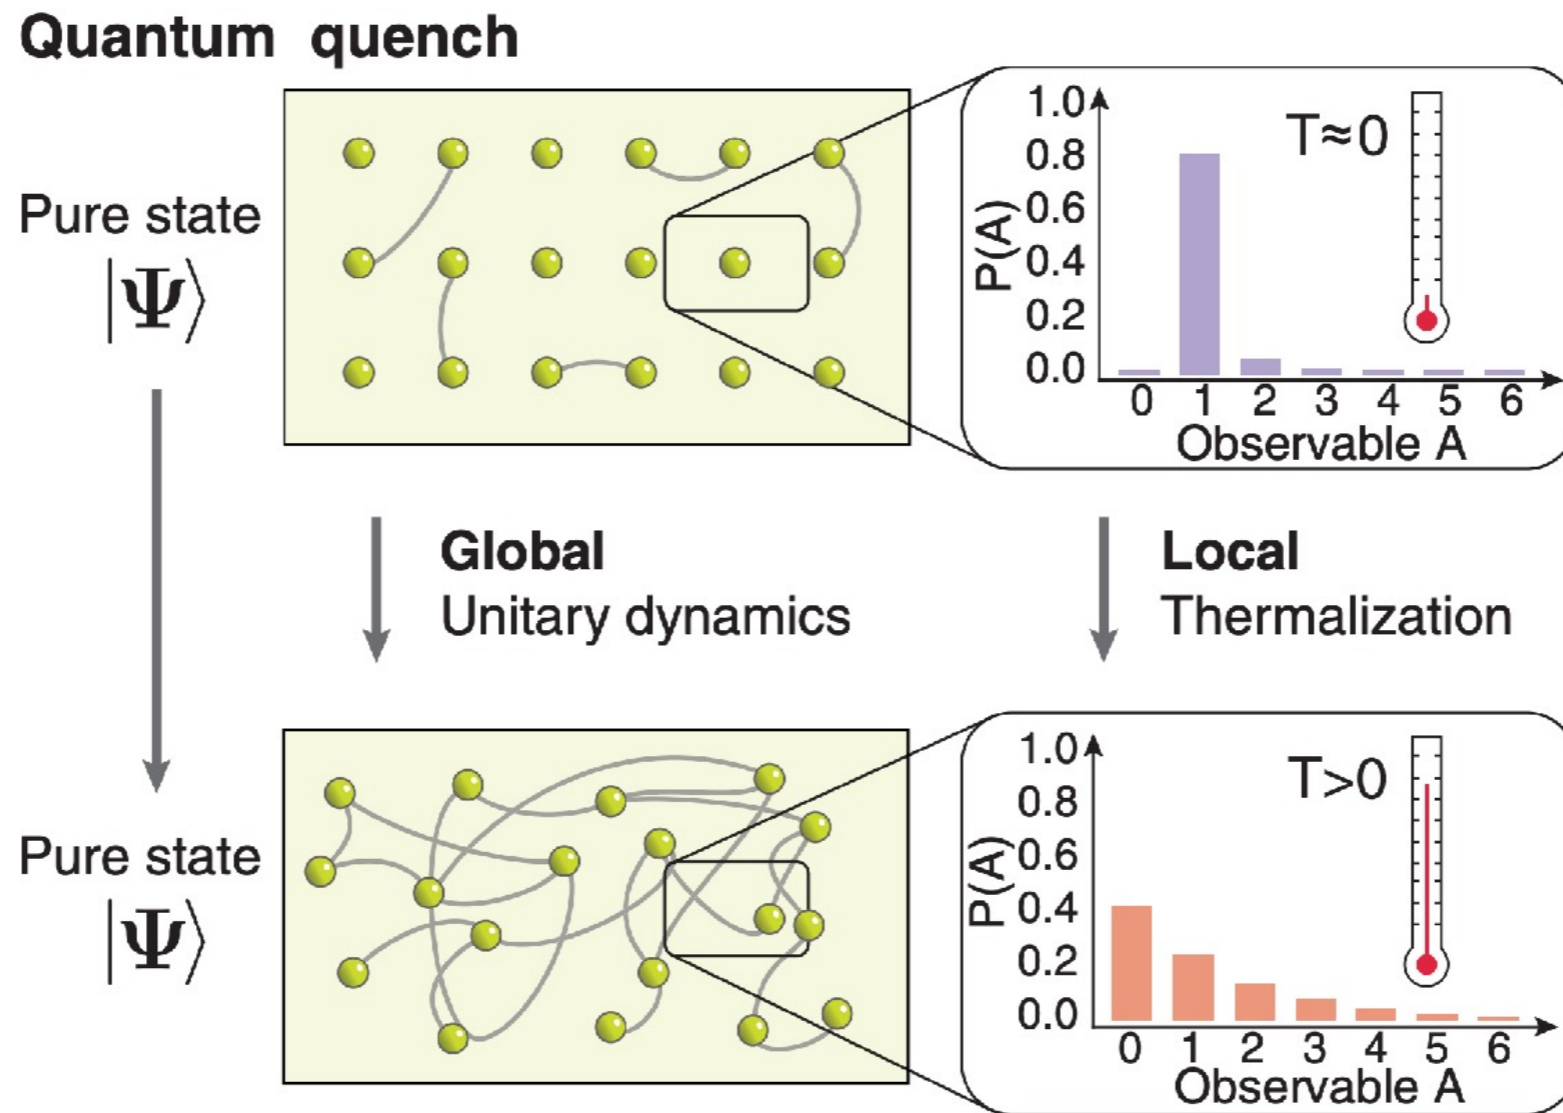 Quantum quench
Pure state
|Ψ⟩
1.0
0.8
0.6
0.4
0.2
0.0
P(A)
T≈0
0 1 2 3 4 5 6
Observable A
Global
Unitary dynamics
Local
Thermalization
Pure state
|Ψ⟩
1.0
0.8
0.6
0.4
0.2
0.0
P(A)
T>0
0 1 2 3 4 5 6
Observable A